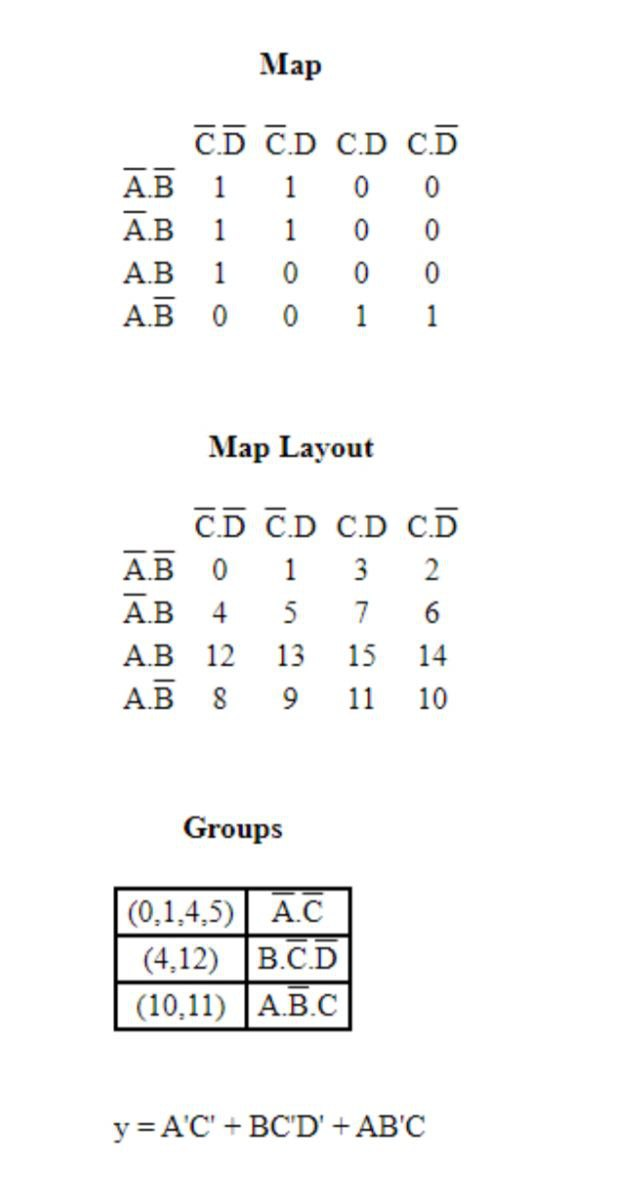 Map
C̅.D̅ C̅.D C.D C.D̅
A̅.B̅ 1 1 0 0
A̅.B 1 1 0 0
A.B 1 0 0 0
A.B̅ 0 0 1 1
Map Layout
C̅.D̅ C̅.D C.D C.D̅
A̅.B̅ 0 1 3 2
A̅.B 4 5 7 6
A.B 12 13 15 14
A.B̅ 8 9 11 10
Groups
(0,1,4,5) A̅.C̅
(4,12) B.C̅.D̅
(10,11) A.B̅.C
y = A'C' + BC'D' + AB'C